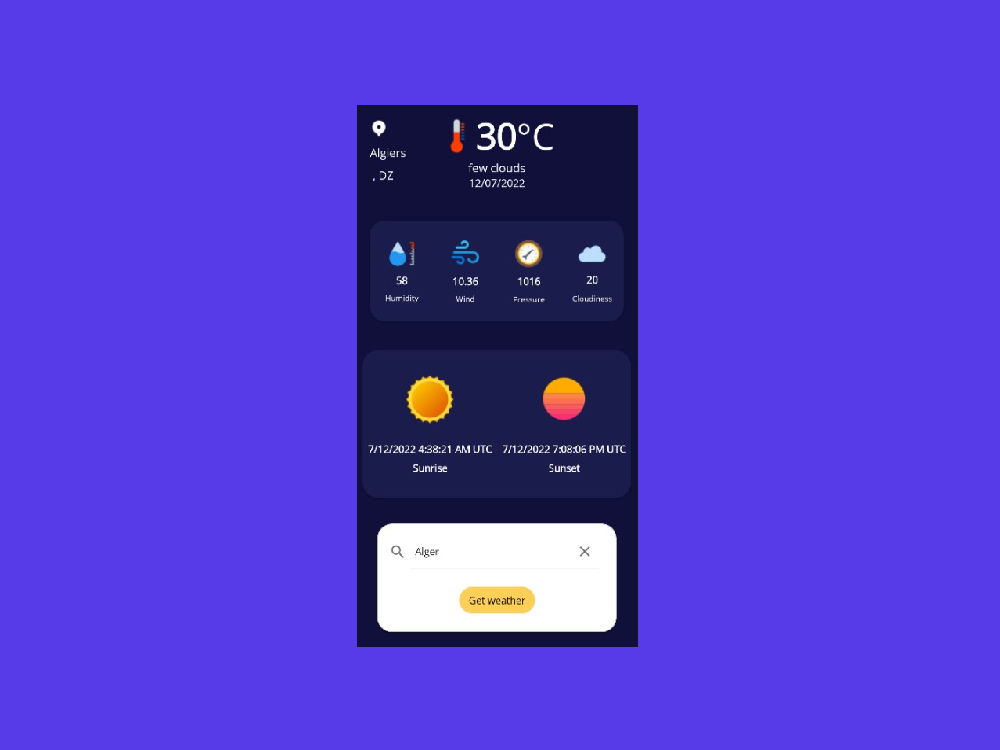 30°C
Algiers
, DZ
few clouds
12/07/2022
58 10.36 1016 20
Humidity Wind Pressure Cloudiness
7/12/2022 4:38:21 AM UTC 7/12/2022 7:08:06 PM UTC
Sunrise Sunset
Alger
Get weather